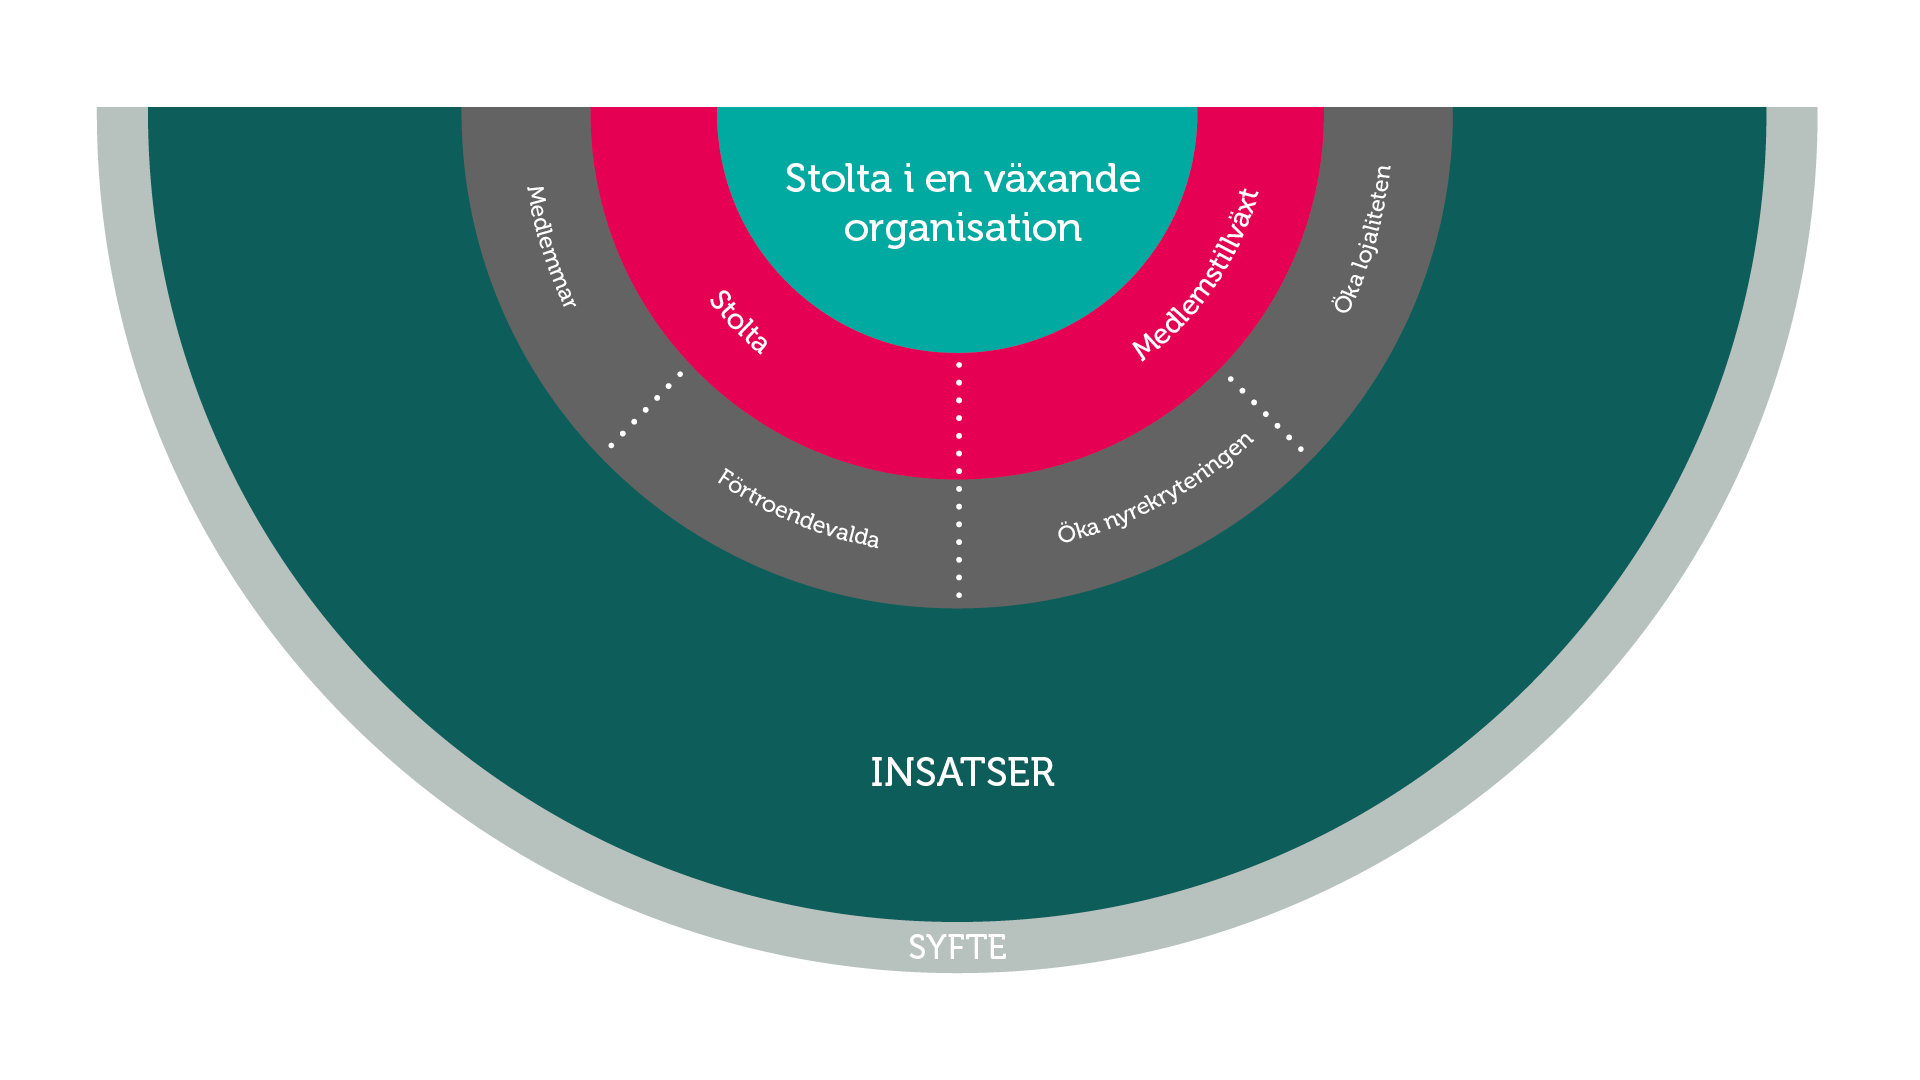 Stolta i en växande
organisation
Stolta
Medlemstillväxt
Medlemmar
Förtroendevalda
Öka nyrekryteringen
Öka lojaliteten
INSATSER
SYFTE